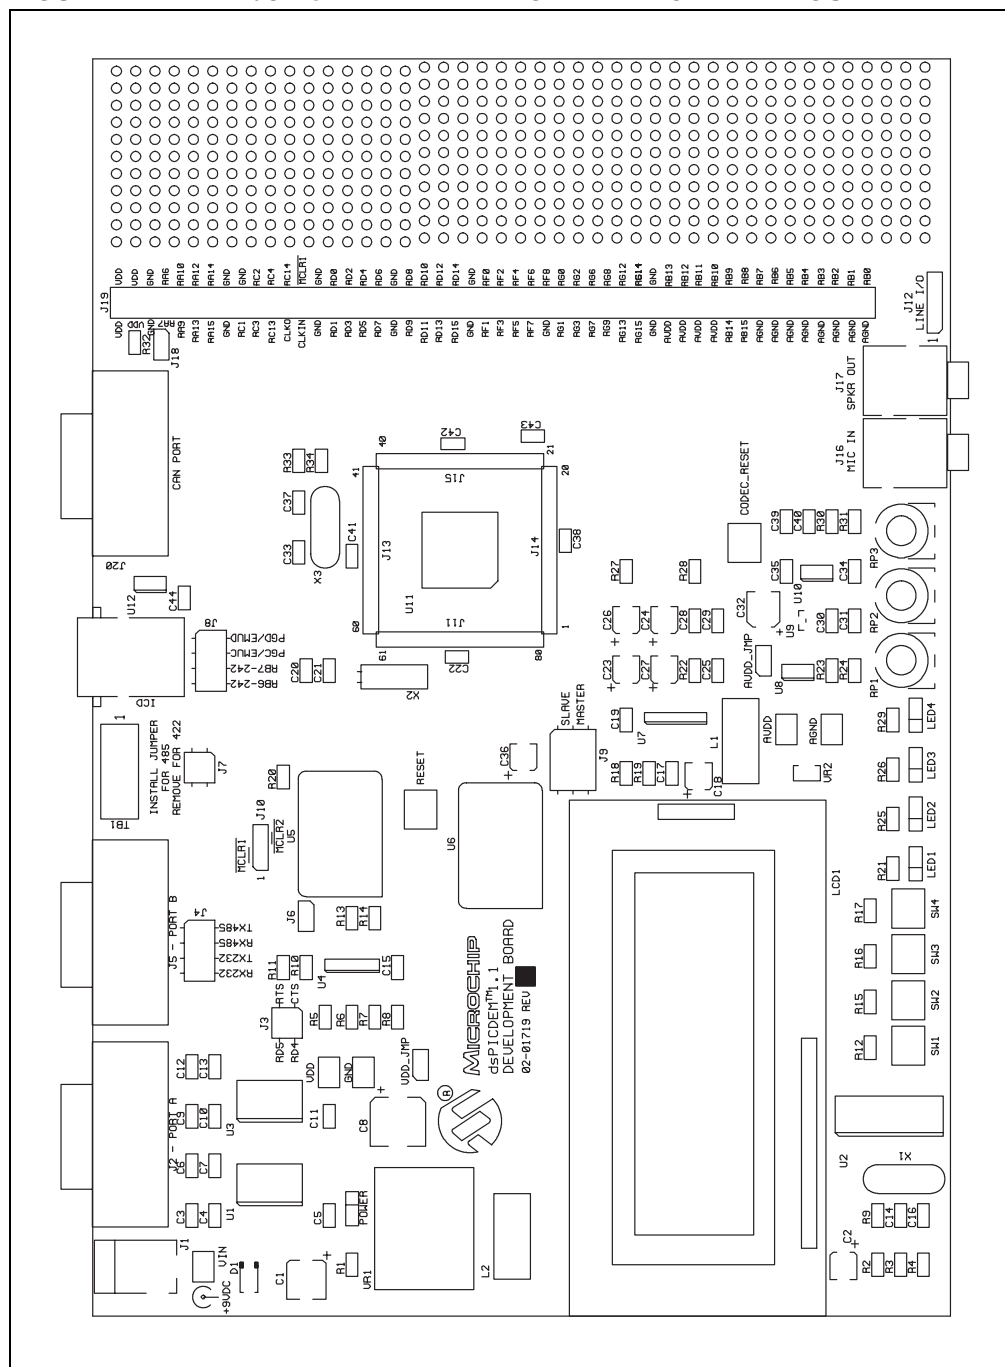 VDD
VDD
GND
RA6
RA10
RA12
RA14
GND
GND
RC2
RC4
RC14
MCLR1
GND
RD0
RD2
RD4
RD6
GND
RD8
RD10
RD12
RD14
GND
RF0
RF2
RF4
RF6
RF8
RG0
RG2
RG6
RG8
RG12
RG14
GND
RB13
RB12
RB11
RB10
RB9
RB8
RB7
RB6
RB5
RB4
RB3
RB2
RB1
RB0
J19
J12
LINE I/O
1
VDD
VDD
GND
RA7
RA9
RA13
RA15
GND
RC1
RC3
RC13
CLKO
CLKIN
GND
RD1
RD3
RD5
RD7
GND
RD9
RD11
RD13
RD15
GND
RF1
RF3
RF5
RF7
GND
RG1
RG3
RG7
RG9
RG13
RG15
GND
AVDD
AVDD
AVDD
AVDD
RB14
RB15
AGND
AGND
AGND
AGND
AGND
AGND
AGND
AGND
R32
J18
J17
SPKR OUT
J16
MIC IN
CAN PORT
J20
R33
R34
C37
C33
X3
C41
40
41
C42
C43
21
20
J15
J13
J14
J11
U11
C38
60
61
80
1
C22
X2
CODEC_RESET
C39
C40
R30
R31
RP3
R27
R28
C35
U10
C34
C26
C24
C28
C29
C32
U9
C30
C31
RP2
C23
C27
R22
C25
AVDD_JMP
U8
R23
R24
RP1
U12
C44
J8
PGD/EMUD
PGC/EMUC
RB7-242
RB6-242
ICD
C20
C21
1
TB1
INSTALL JUMPER
FOR 485
REMOVE FOR 422
J7
R20
RESET
C36
SLAVE
MASTER
J9
C19
U7
R18
R19
C17
C18
L1
AVDD
AGND
VR2
R29
LED4
R26
LED3
R25
LED2
R21
LED1
MCLR1
J10
MCLR2
1
U5
U6
LCD1
J5 - PORT B
J4
TX485
RX485
TX232
RX232
J6
R13
R14
R11
R10
U4
C15
RTS
CTS
J3
RD5
RD4
R5
R6
R7
R8
MICROCHIP
dsPICDEM™1.1
DEVELOPMENT BOARD
02-01719 REV
®
R17
SW4
R16
SW3
R15
SW2
R12
SW1
J2 - PORT A
C12
C13
C9
C10
C6
C7
C3
C4
U3
U1
VDD
GND
VDD_JMP
C11
C8
C5
POWER
R1
VR1
L2
U2
X1
R9
C14
C16
C2
R2
R3
R4
J1
VIN
+9VDC
D1
C1